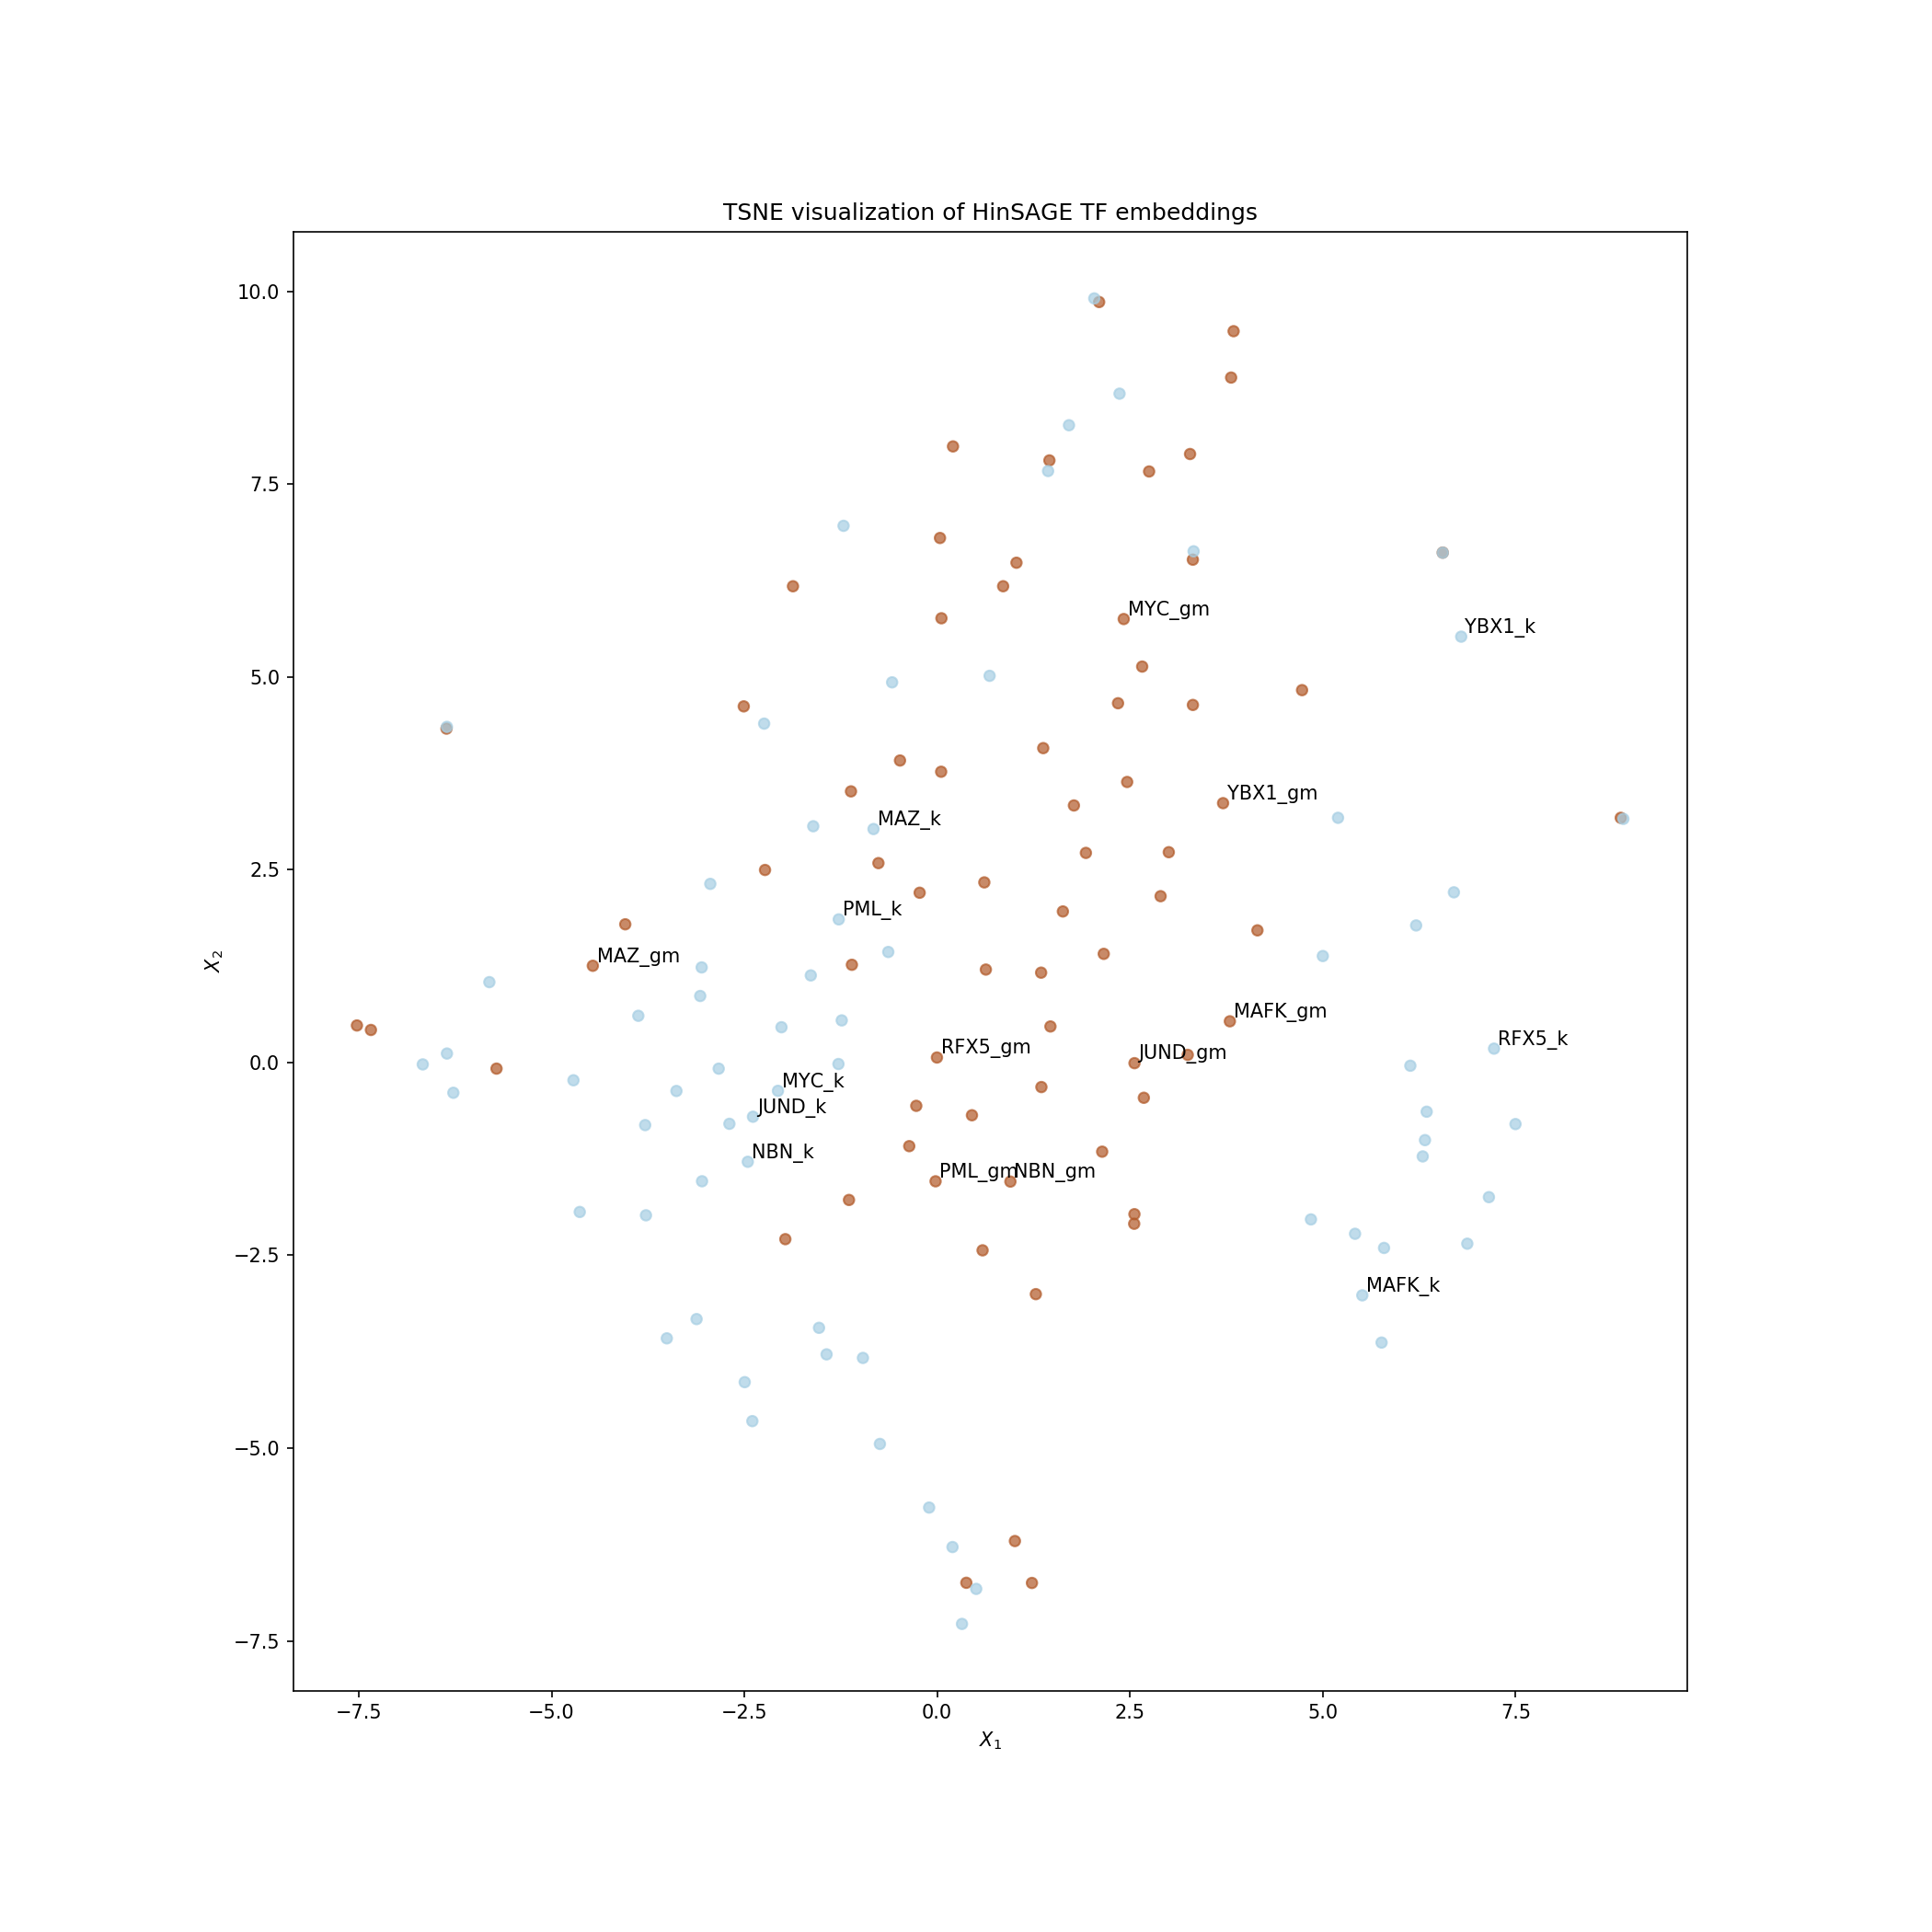 TSNE visualization of HinSAGE TF embeddings
10.0
7.5
MYC_gm
YBX1_k
5.0
YBX1_gm
MAZ_k
2.5
PML_k
MAZ_gm
X₂
MAFK_gm
RFX5_k
RFX5_gm
JUND_gm
0.0
MYC_k
JUND_k
NBN_k
PML_gm
NBN_gm
−2.5
MAFK_k
−5.0
−7.5
−7.5 −5.0 −2.5 0.0 2.5 5.0 7.5
X₁